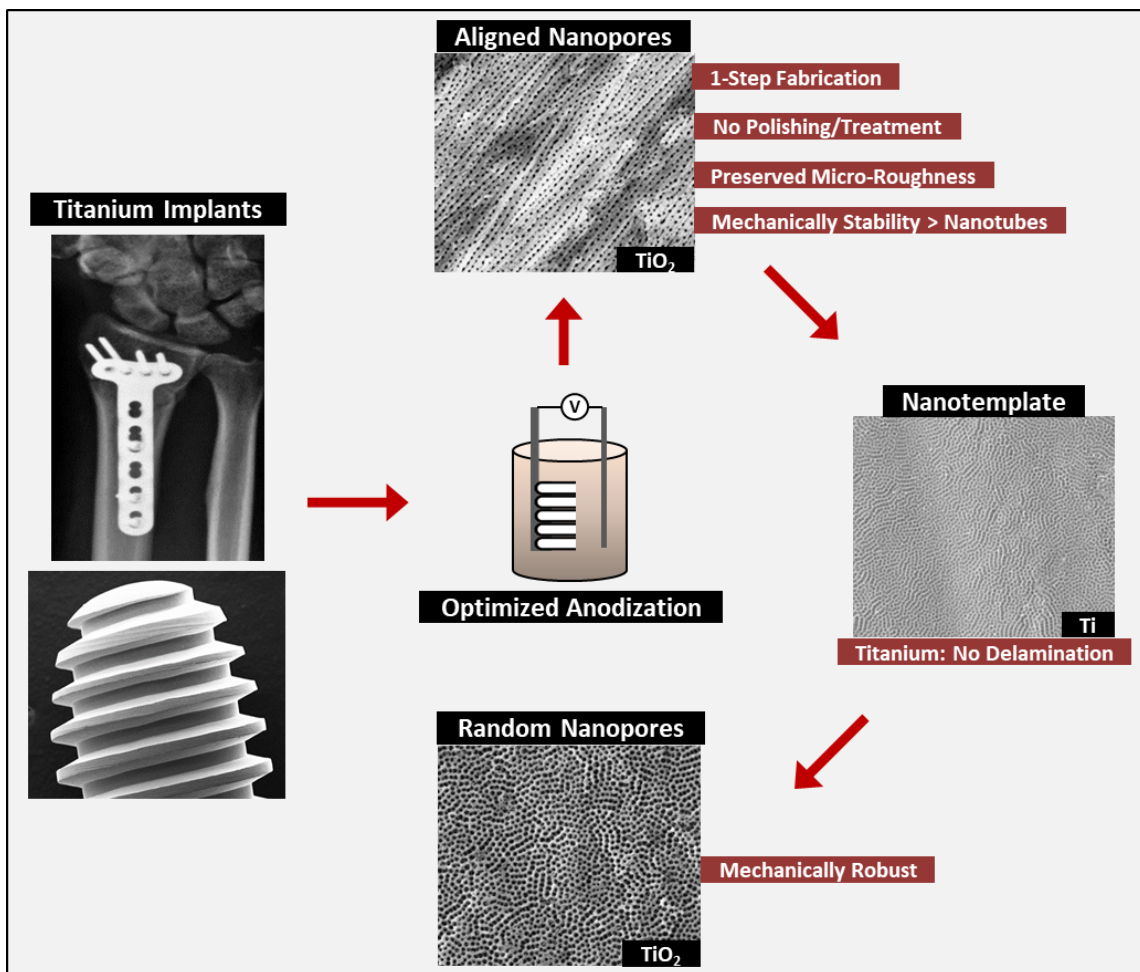 Aligned Nanopores
1-Step Fabrication
No Polishing/Treatment
Preserved Micro-Roughness
Mechanically Stability > Nanotubes
TiO₂
Titanium Implants
V
Optimized Anodization
Nanotemplate
Ti
Titanium: No Delamination
Random Nanopores
Mechanically Robust
TiO₂